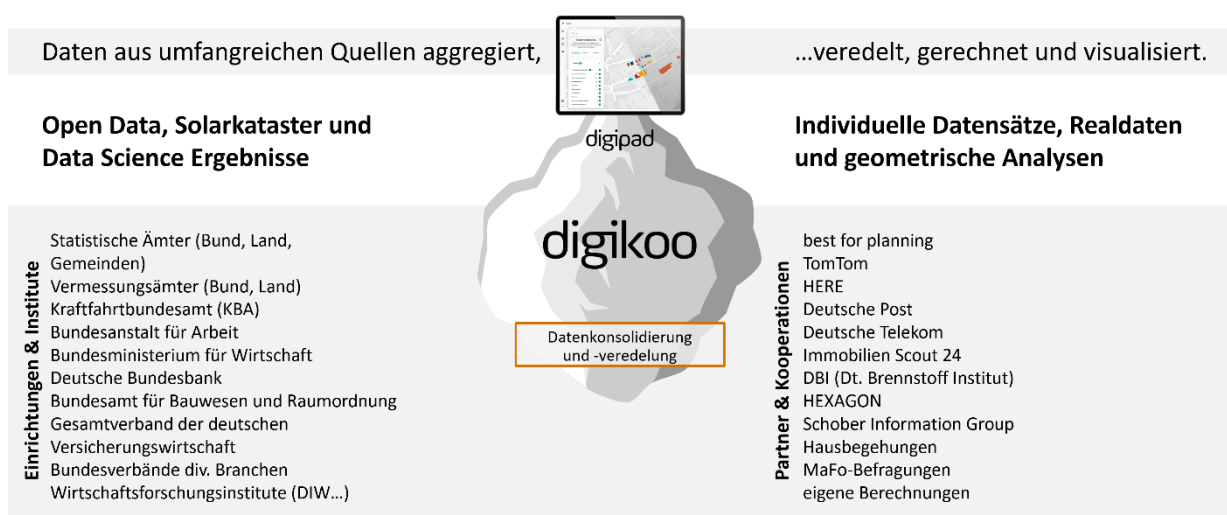 Daten aus umfangreichen Quellen aggregiert,
...veredelt, gerechnet und visualisiert.
digipad
Open Data, Solarkataster und
Data Science Ergebnisse
Individuelle Datensätze, Realdaten
und geometrische Analysen
digikoo
Datenkonsolidierung
und -veredelung
Einrichtungen & Institute
Statistische Ämter (Bund, Land,
Gemeinden)
Vermessungsämter (Bund, Land)
Kraftfahrtbundesamt (KBA)
Bundesanstalt für Arbeit
Bundesministerium für Wirtschaft
Deutsche Bundesbank
Bundesamt für Bauwesen und Raumordnung
Gesamtverband der deutschen
Versicherungswirtschaft
Bundesverbände div. Branchen
Wirtschaftsforschungsinstitute (DIW...)
Partner & Kooperationen
best for planning
TomTom
HERE
Deutsche Post
Deutsche Telekom
Immobilien Scout 24
DBI (Dt. Brennstoff Institut)
HEXAGON
Schober Information Group
Hausbegehungen
MaFo-Befragungen
eigene Berechnungen